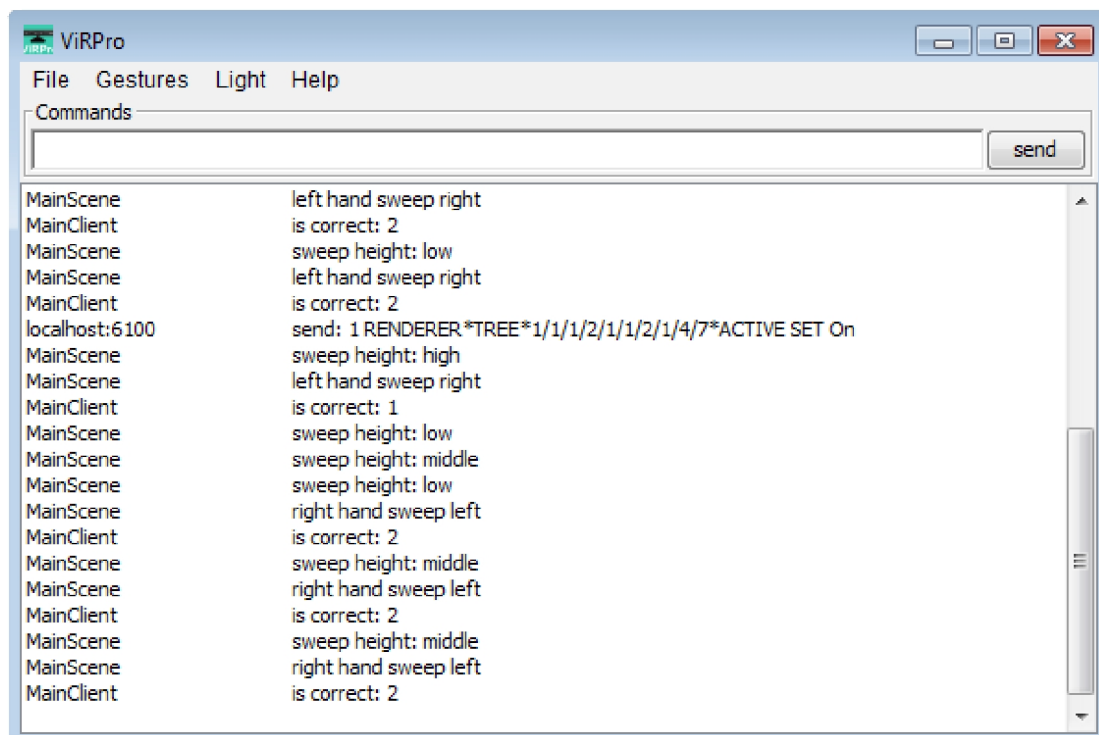 ViRPro
File Gestures Light Help
Commands
send
MainScene left hand sweep right
MainClient is correct: 2
MainScene sweep height: low
MainScene left hand sweep right
MainClient is correct: 2
localhost:6100 send: 1 RENDERER*TREE*1/1/1/2/1/1/2/1/4/7*ACTIVE SET On
MainScene sweep height: high
MainScene left hand sweep right
MainClient is correct: 1
MainScene sweep height: low
MainScene sweep height: middle
MainScene sweep height: low
MainScene right hand sweep left
MainClient is correct: 2
MainScene sweep height: middle
MainScene right hand sweep left
MainClient is correct: 2
MainScene sweep height: middle
MainScene right hand sweep left
MainClient is correct: 2